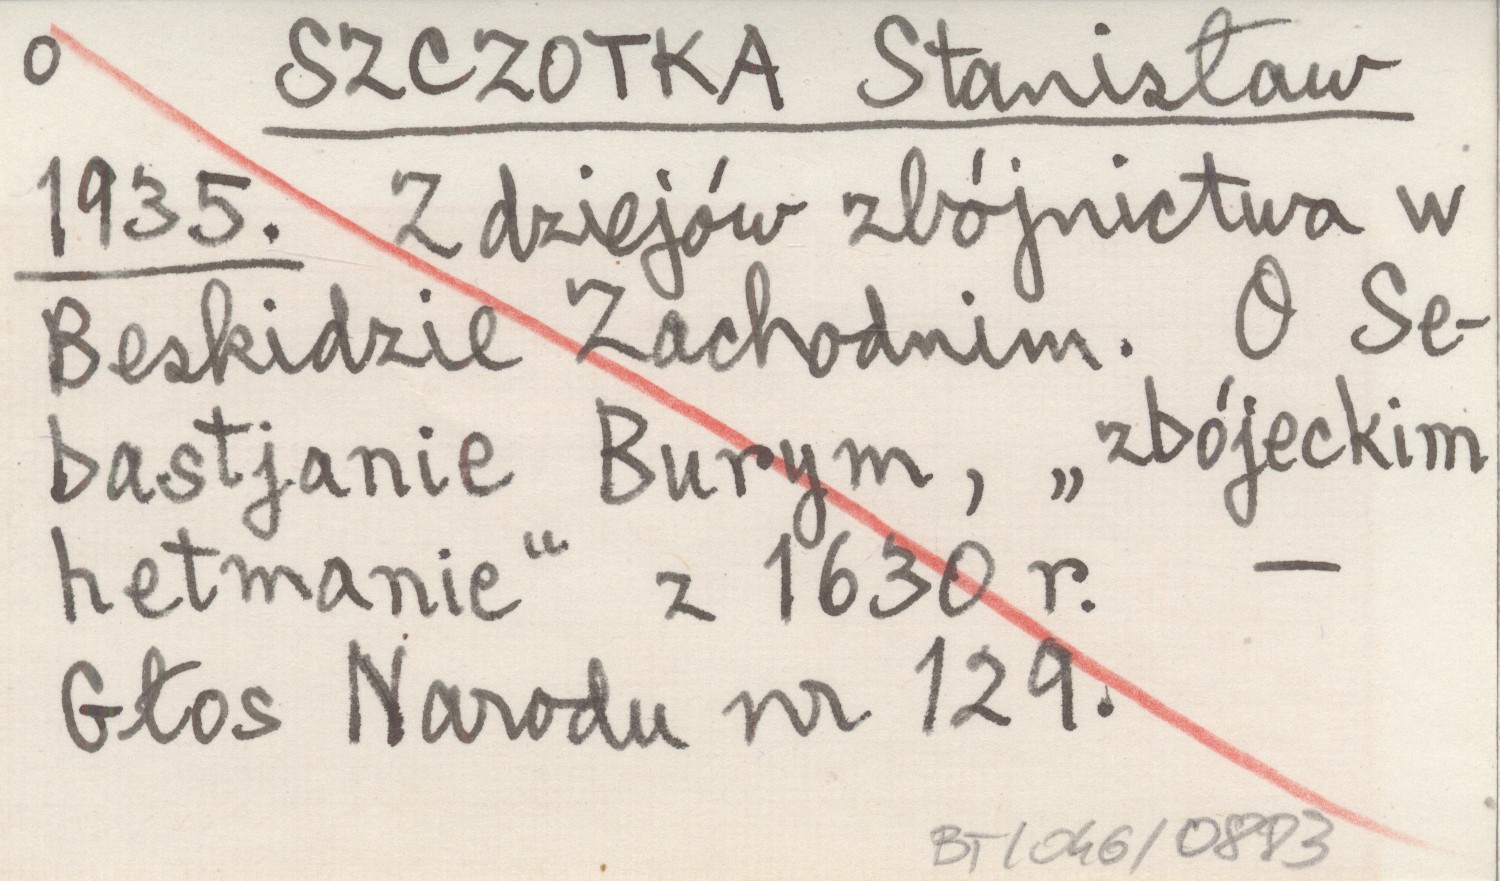 o SZCZOTKA Stanisław
1935. Z dziejów zbójnictwa w
Beskidzie Zachodnim. O Se-
bastjanie Burym, „zbójeckim
hetmanie“ z 1630 r. —
Głos Narodu nr 129.
BT/046/0883